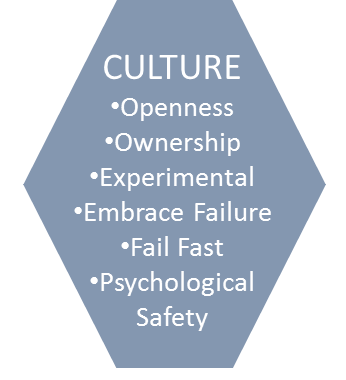 CULTURE
•Openness
•Ownership
•Experimental
•Embrace Failure
•Fail Fast
•Psychological
Safety